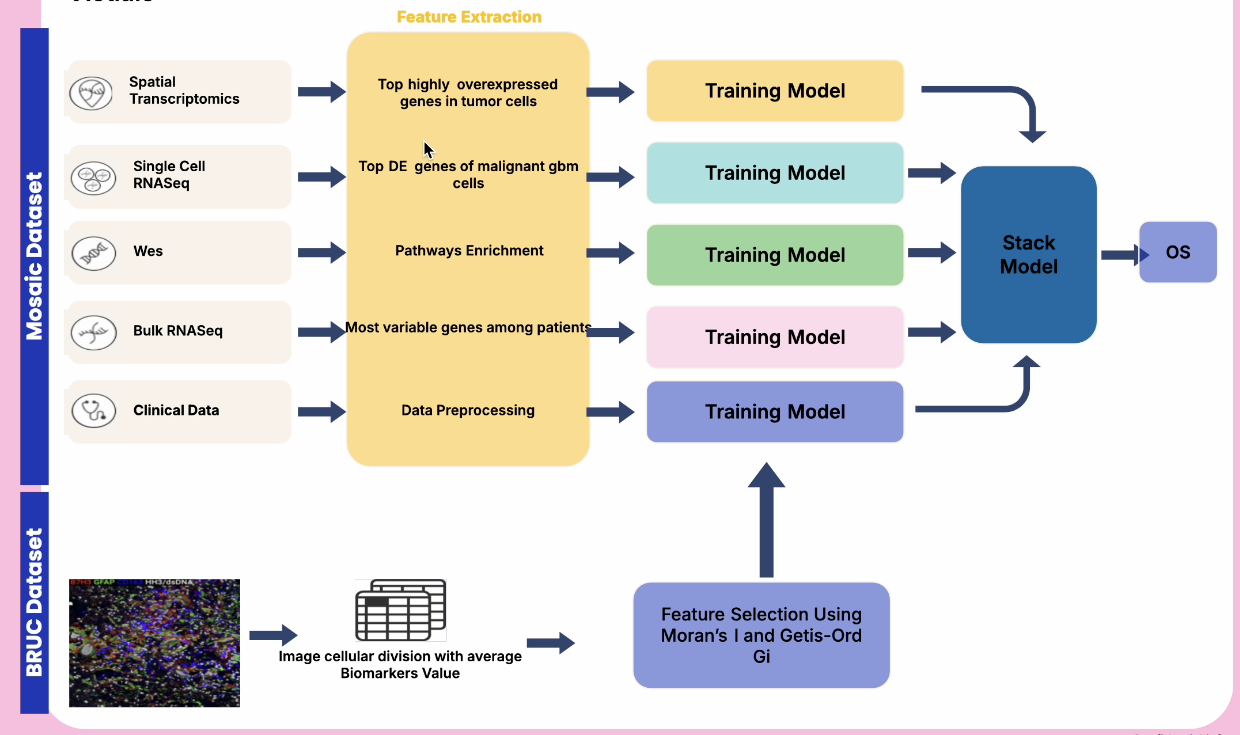 Feature Extraction
Mosaic Dataset
Spatial
Transcriptomics
Top highly overexpressed
genes in tumor cells
Training Model
Single Cell
RNASeq
Top DE genes of malignant gbm
cells
Training Model
Wes
Pathways Enrichment
Training Model
Bulk RNASeq
Most variable genes among patients
Training Model
Clinical Data
Data Preprocessing
Training Model
Stack
Model
OS
BRUC Dataset
B7H3 GFAP HH3/dsDNA
Image cellular division with average
Biomarkers Value
Feature Selection Using
Moran's I and Getis-Ord
Gi